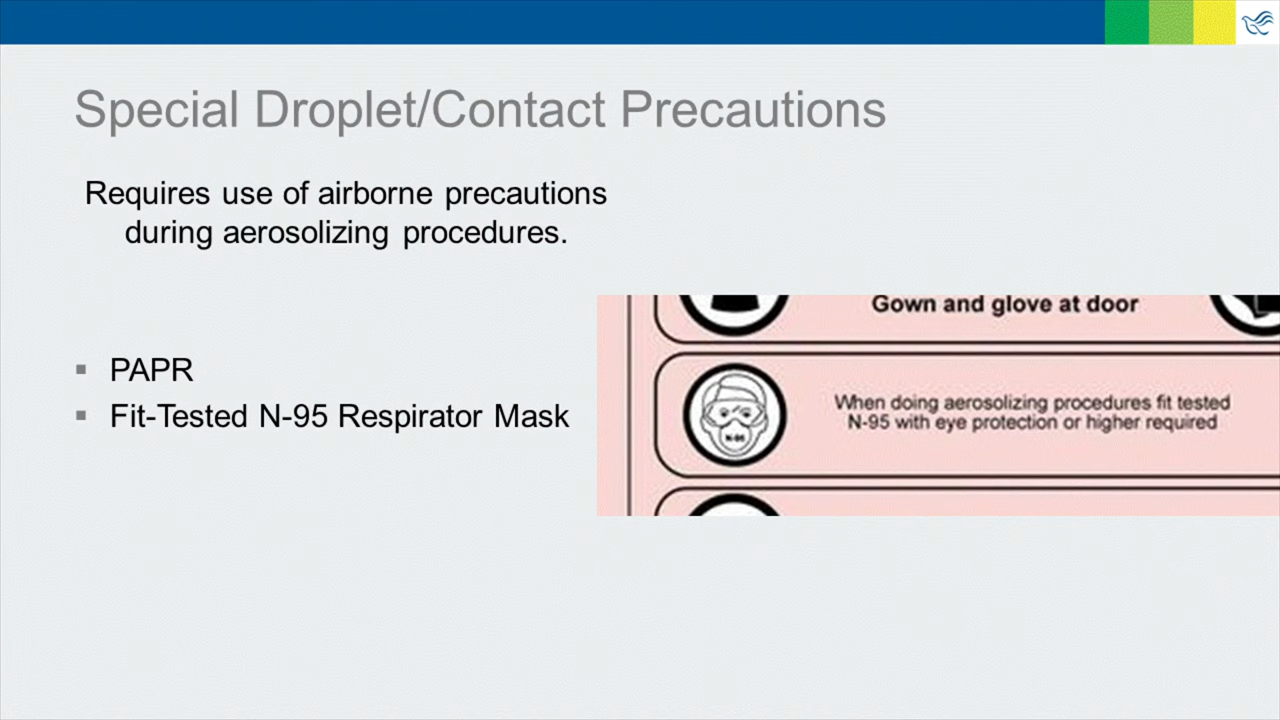 Special Droplet/Contact Precautions
Requires use of airborne precautions
during aerosolizing procedures.
PAPR
Fit-Tested N-95 Respirator Mask
Gown and glove at door
When doing aerosolizing procedures fit tested
N-95 with eye protection or higher required
N-95